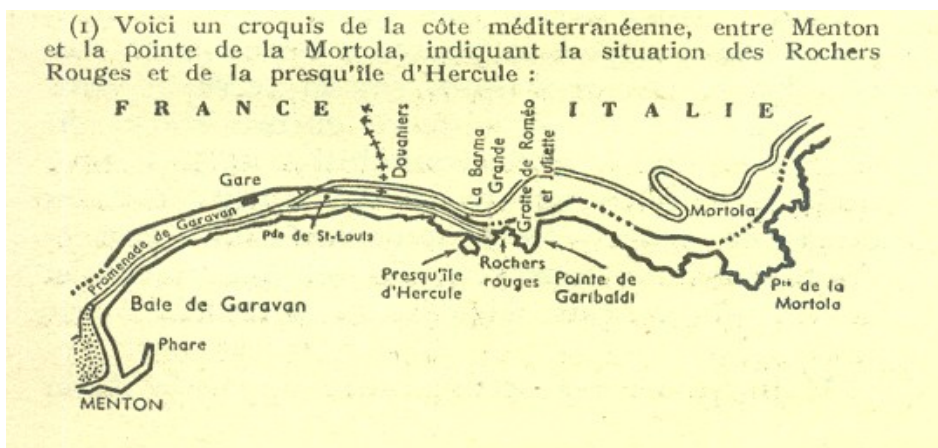 (1) Voici un croquis de la côte méditerranéenne, entre Menton
et la pointe de la Mortola, indiquant la situation des Rochers
Rouges et de la presqu'île d'Hercule :
FRANCE
ITALIE
Douaniers
La Basma
Grande
Grotte de Roméo
et Juliette
Gare
Promenade de Garavan
Pde de St-Louis
Mortola
Presqu'île
d'Hercule
Rochers
rouges
Pointe de
Garibaldi
Pte de la
Mortola
Baie de Garavan
Phare
MENTON